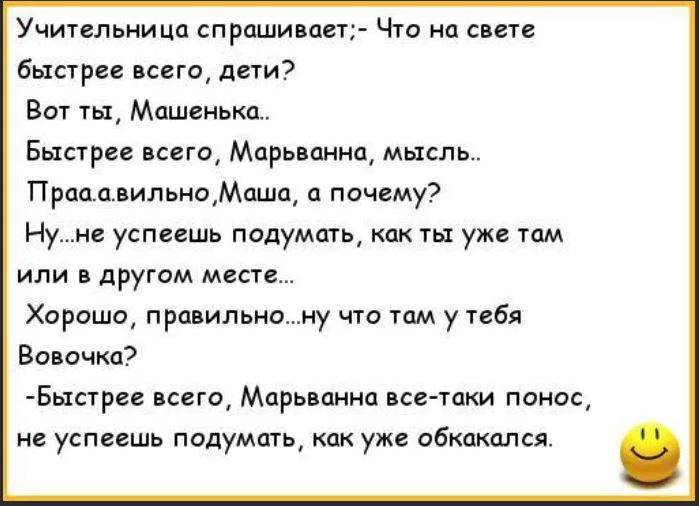 Учительница спрашивает;- Что на свете
быстрее всего, дети?
Вот ты, Машенька..
Быстрее всего, Марьванна, мысль..
Праа.а.вильно,Маша, а почему?
Ну...не успеешь подумать, как ты уже там
или в другом месте...
Хорошо, правильно...ну что там у тебя
Вовочка?
-Быстрее всего, Марьванна все-таки понос,
не успеешь подумать, как уже обкакался.